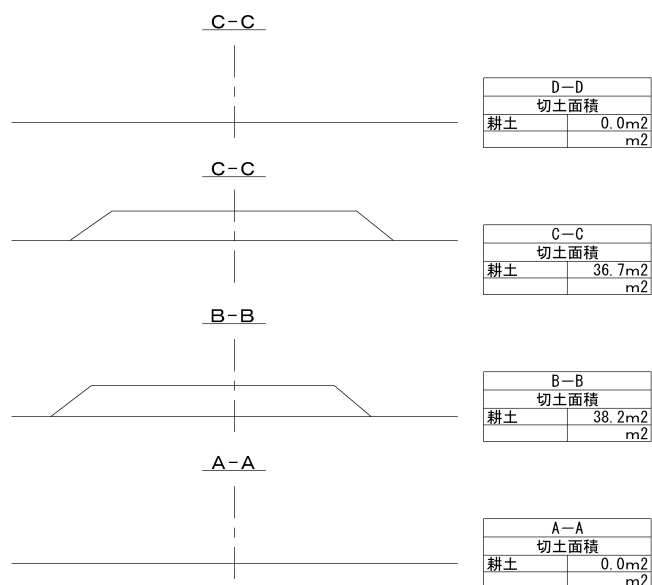 C-C
D-D
切土面積
耕土 0.0m2
m2
C-C
C-C
切土面積
耕土 36.7m2
m2
B-B
B-B
切土面積
耕土 38.2m2
m2
A-A
A-A
切土面積
耕土 0.0m2
m2